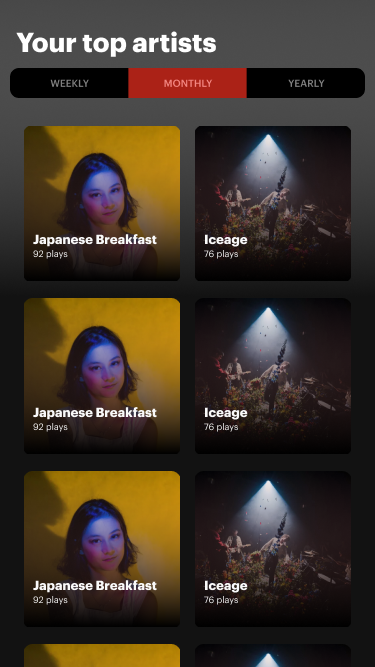 Your top artists
WEEKLY
MONTHLY
YEARLY
Japanese Breakfast
92 plays
Iceage
76 plays
Japanese Breakfast
92 plays
Iceage
76 plays
Japanese Breakfast
92 plays
Iceage
76 plays